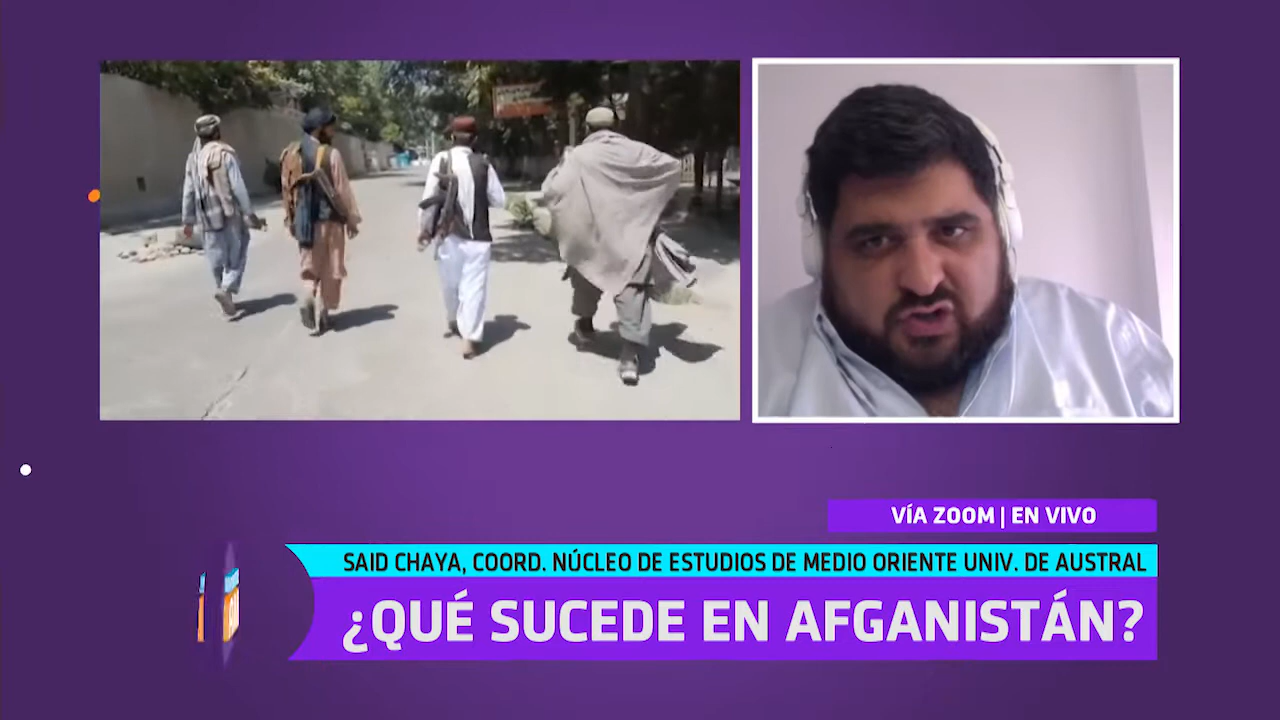 VÍA ZOOM | EN VIVO
SAID CHAYA, COORD. NÚCLEO DE ESTUDIOS DE MEDIO ORIENTE UNIV. DE AUSTRAL
¿QUÉ SUCEDE EN AFGANISTÁN?